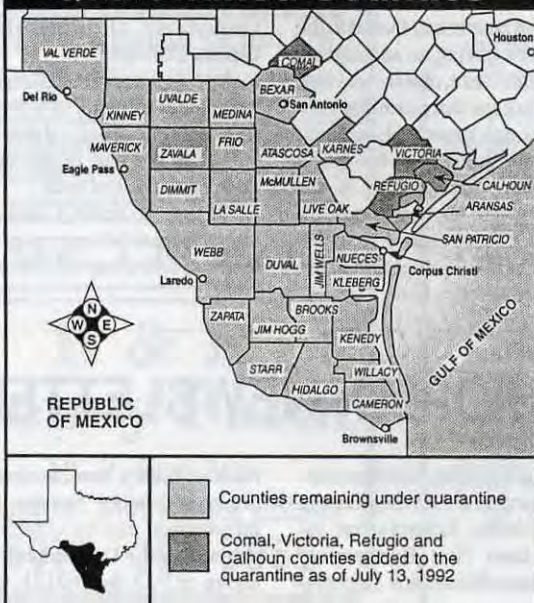 VAL VERDE
Houston
COMAL
Del Rio
KINNEY
UVALDE
MEDINA
BEXAR
San Antonio
MAVERICK
ZAVALA
FRIO
ATASCOSA
KARNES
VICTORIA
Eagle Pass
DIMMIT
LA SALLE
McMULLEN
LIVE OAK
REFUGIO
CALHOUN
ARANSAS
SAN PATRICIO
WEBB
DUVAL
JIM WELLS
NUECES
Corpus Christi
Laredo
KLEBERG
ZAPATA
JIM HOGG
BROOKS
KENEDY
GULF OF MEXICO
N
W E
S
STARR
HIDALGO
WILLACY
CAMERON
REPUBLIC
OF MEXICO
Brownsville
Counties remaining under quarantine
Comal, Victoria, Refugio and
Calhoun counties added to the
quarantine as of July 13, 1992